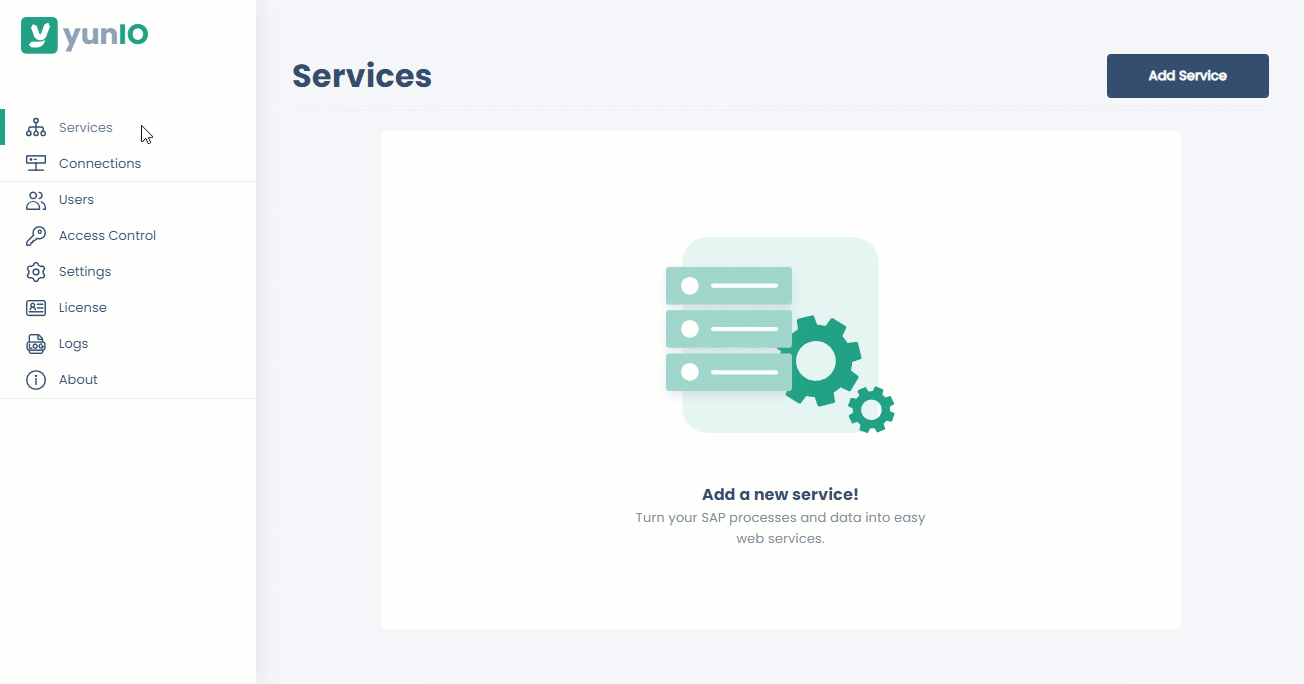 yunIO
Services
Connections
Users
Access Control
Settings
License
Logs
About
Services
Add Service
LOG
Add a new service!
Turn your SAP processes and data into easy
web services.